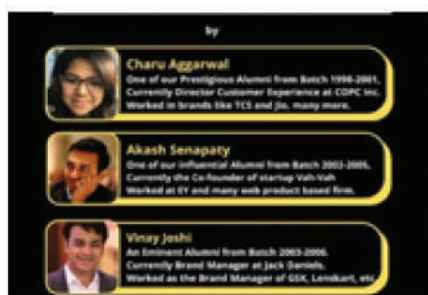 by
Charu Aggarwal
One of our Prestigious Alumni from Batch 1998-2001.
Currently Director Customer Experience at COPC Inc.
Worked in brands like TCS and Jio. many more.
Akash Senapaty
One of our influential Alumni from Batch 2002-2005.
Currently the Co-founder of startup Vah-Vah
Worked at EY and many web product based firm.
Vinay Joshi
An Eminent Alumni from Batch 2003-2006.
Currently Brand Manager at Jack Daniels.
Worked as the Brand Manager of GSK, Lenskart, etc.